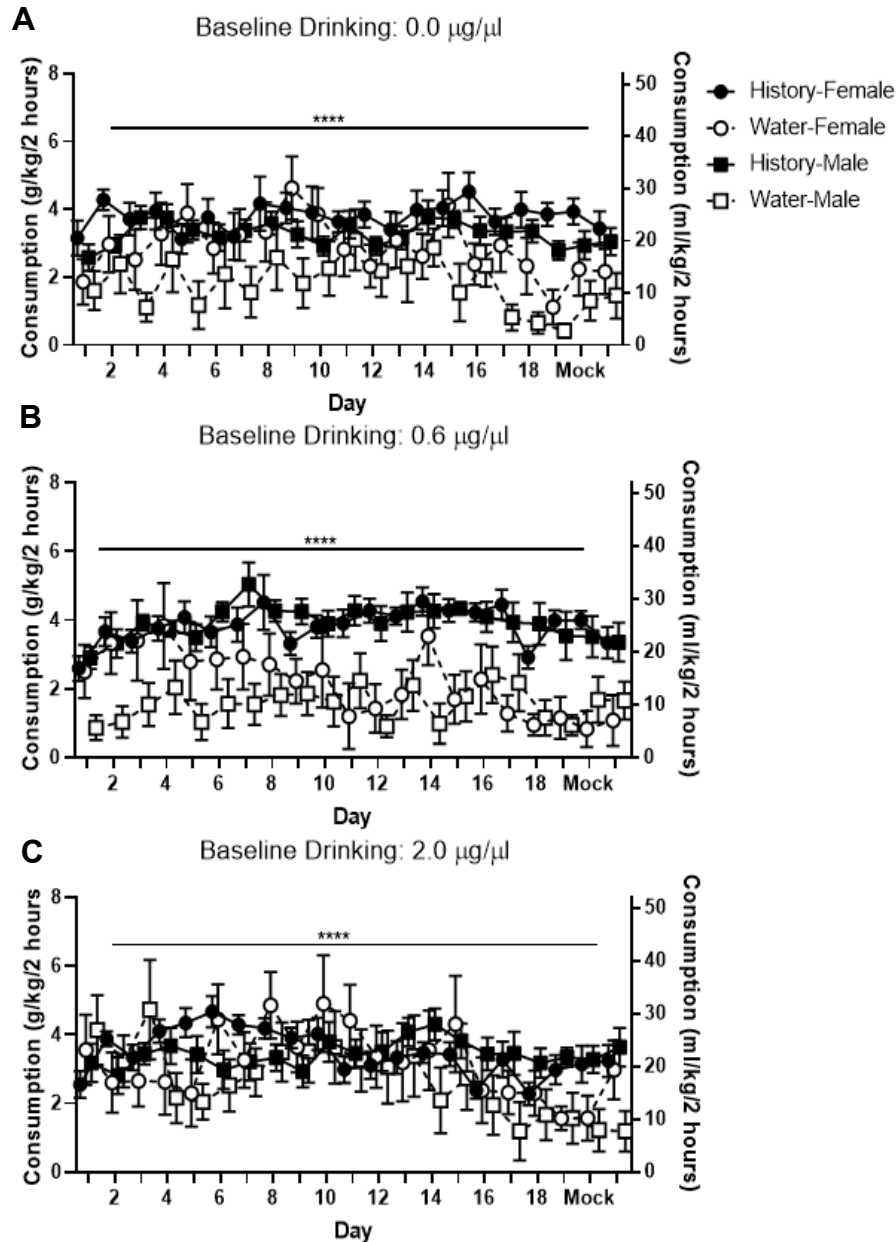 A
Baseline Drinking: 0.0 µg/µl
Consumption (g/kg/2 hours)
8
6
4
2
0
****
Consumption (ml/kg/2 hours)
50
40
30
20
10
0
2 4 6 8 10 12 14 16 18 Mock
Day
History-Female
Water-Female
History-Male
Water-Male
B
Baseline Drinking: 0.6 µg/µl
Consumption (g/kg/2 hours)
8
6
4
2
0
****
Consumption (ml/kg/2 hours)
50
40
30
20
10
0
2 4 6 8 10 12 14 16 18 Mock
Day
C
Baseline Drinking: 2.0 µg/µl
Consumption (g/kg/2 hours
8
6
4
2
0
****
Consumption (ml/kg/2 hours)
50
40
30
20
10
0
2 4 6 8 10 12 14 16 18 Mock
Day